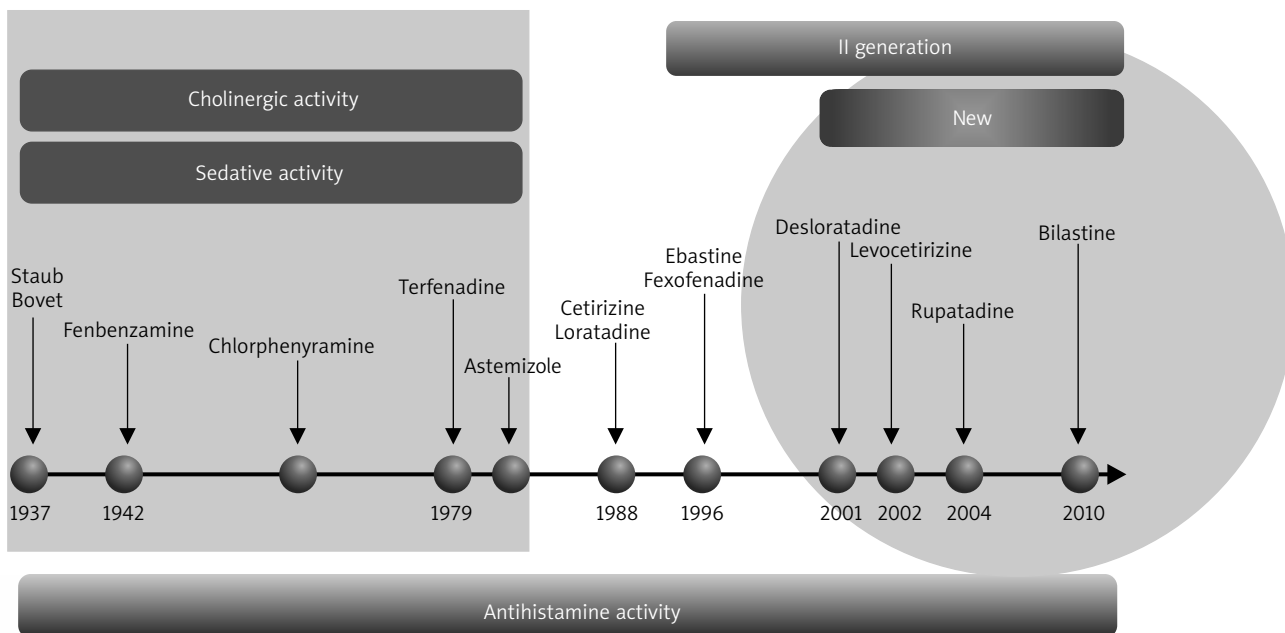 II generation
Cholinergic activity
New
Sedative activity
Desloratadine
Levocetirizine
Bilastine
Ebastine
Fexofenadine
Staub
Bovet
Terfenadine
Cetirizine
Loratadine
Rupatadine
Fenbenzamine
Chlorphenyramine
Astemizole
1937
1942
1979
1988
1996
2001
2002
2004
2010
Antihistamine activity